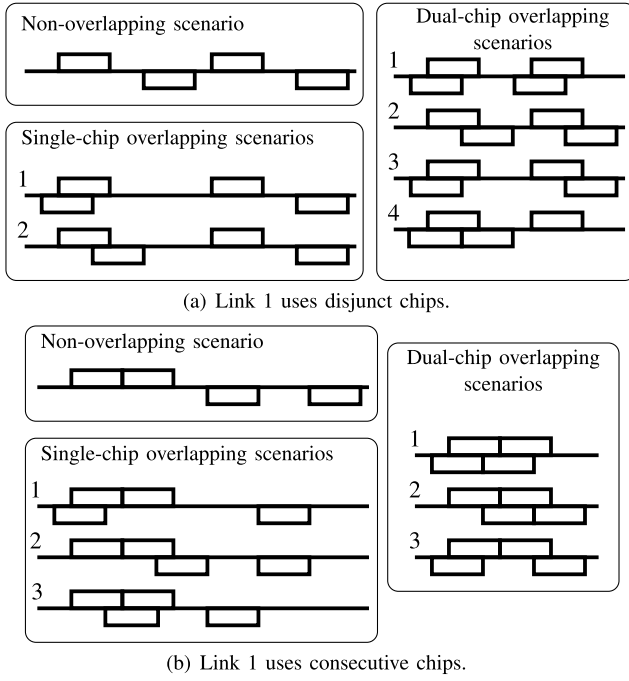 Non-overlapping scenario
Single-chip overlapping scenarios
1
2
Dual-chip overlapping
scenarios
1
2
3
4
(a) Link 1 uses disjunct chips.
Non-overlapping scenario
Single-chip overlapping scenarios
1
2
3
Dual-chip overlapping
scenarios
1
2
3
(b) Link 1 uses consecutive chips.